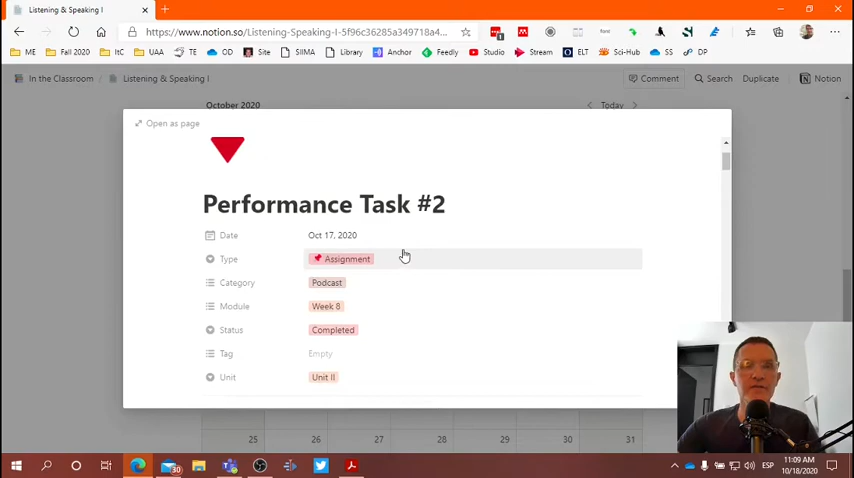 Listening & Speaking I
https://www.notion.so/Listening-Speaking-I-5f96c36285a349718a4...
ME
Fall 2020
ItC
UAA
TE
OD
Site
SIIMA
Library
Anchor
Feedly
Studio
Stream
ELT
Sci-Hub
SS
DP
In the Classroom / Listening & Speaking I
Comment
Search
Duplicate
Notion
October 2020
Today
Open as page
Performance Task #2
Date Oct 17, 2020
Type Assignment
Category Podcast
Module Week 8
Status Completed
Tag Empty
Unit Unit II
25 26 27 28 29 30 31
30
ESP
11:09 AM
10/18/2020